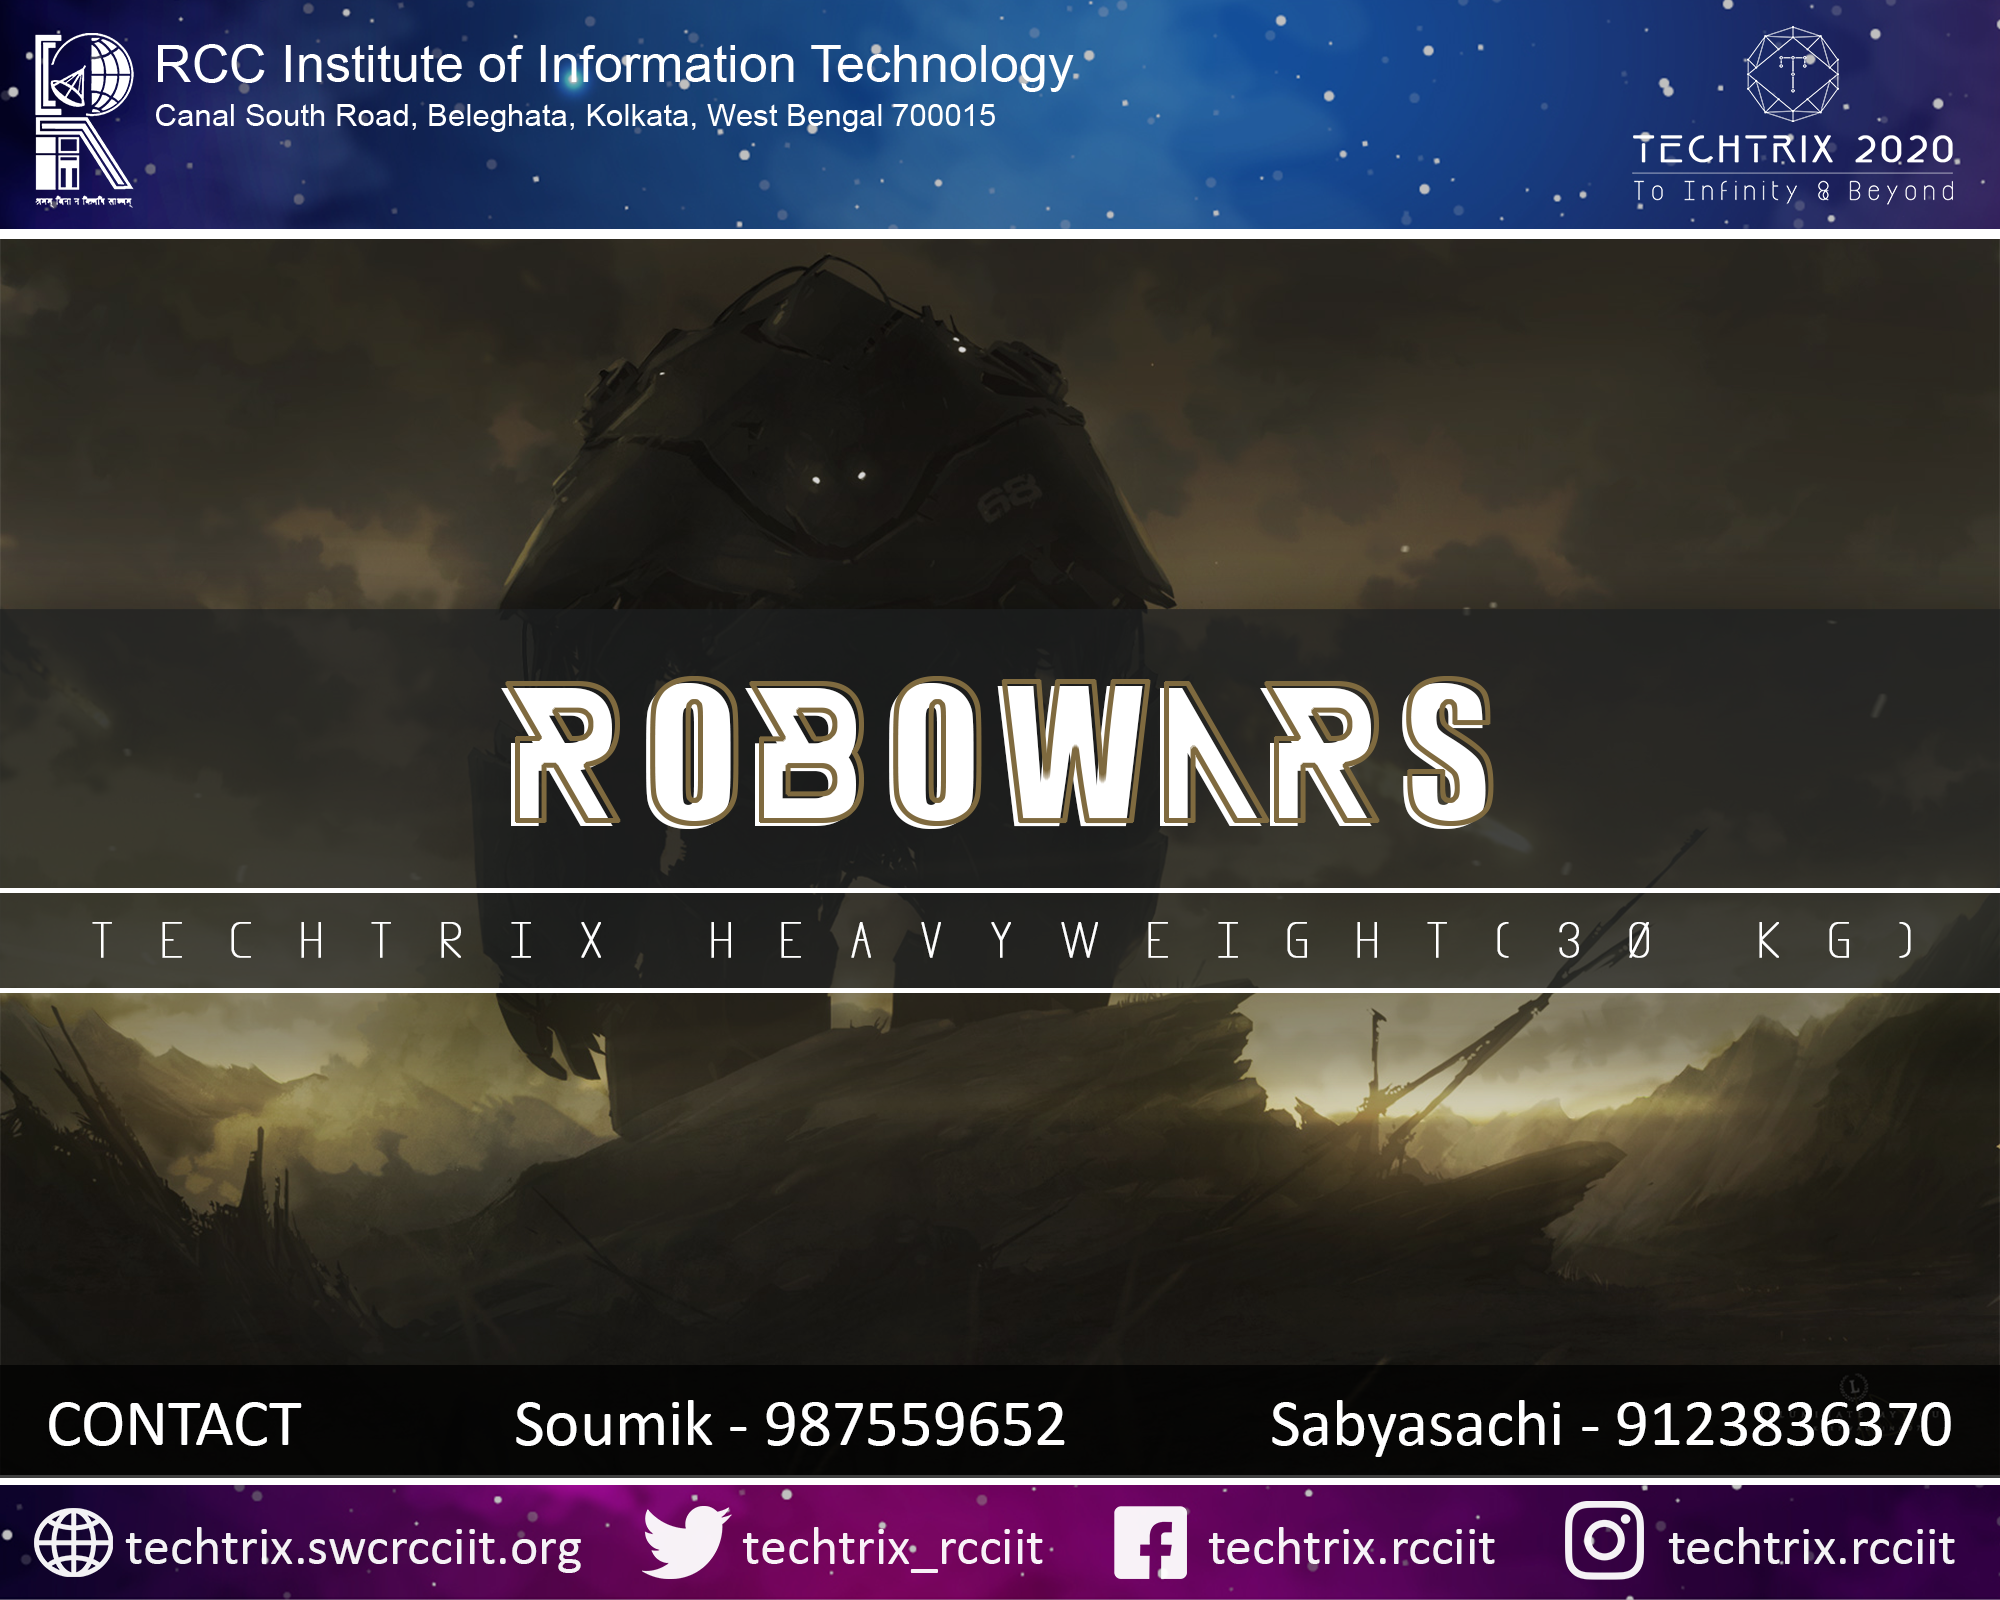 RCC Institute of Information Technology
Canal South Road, Beleghata, Kolkata, West Bengal 700015
TECHTRIX 2020
To Infinity & Beyond
68
ROBOWARS
TECHTRIX HEAVYWEIGHT(30 KG)
CONTACT
Soumik - 987559652
Sabyasachi - 9123836370
techtrix.swcrcciit.org
techtrix_rcciit
techtrix.rcciit
techtrix.rcciit